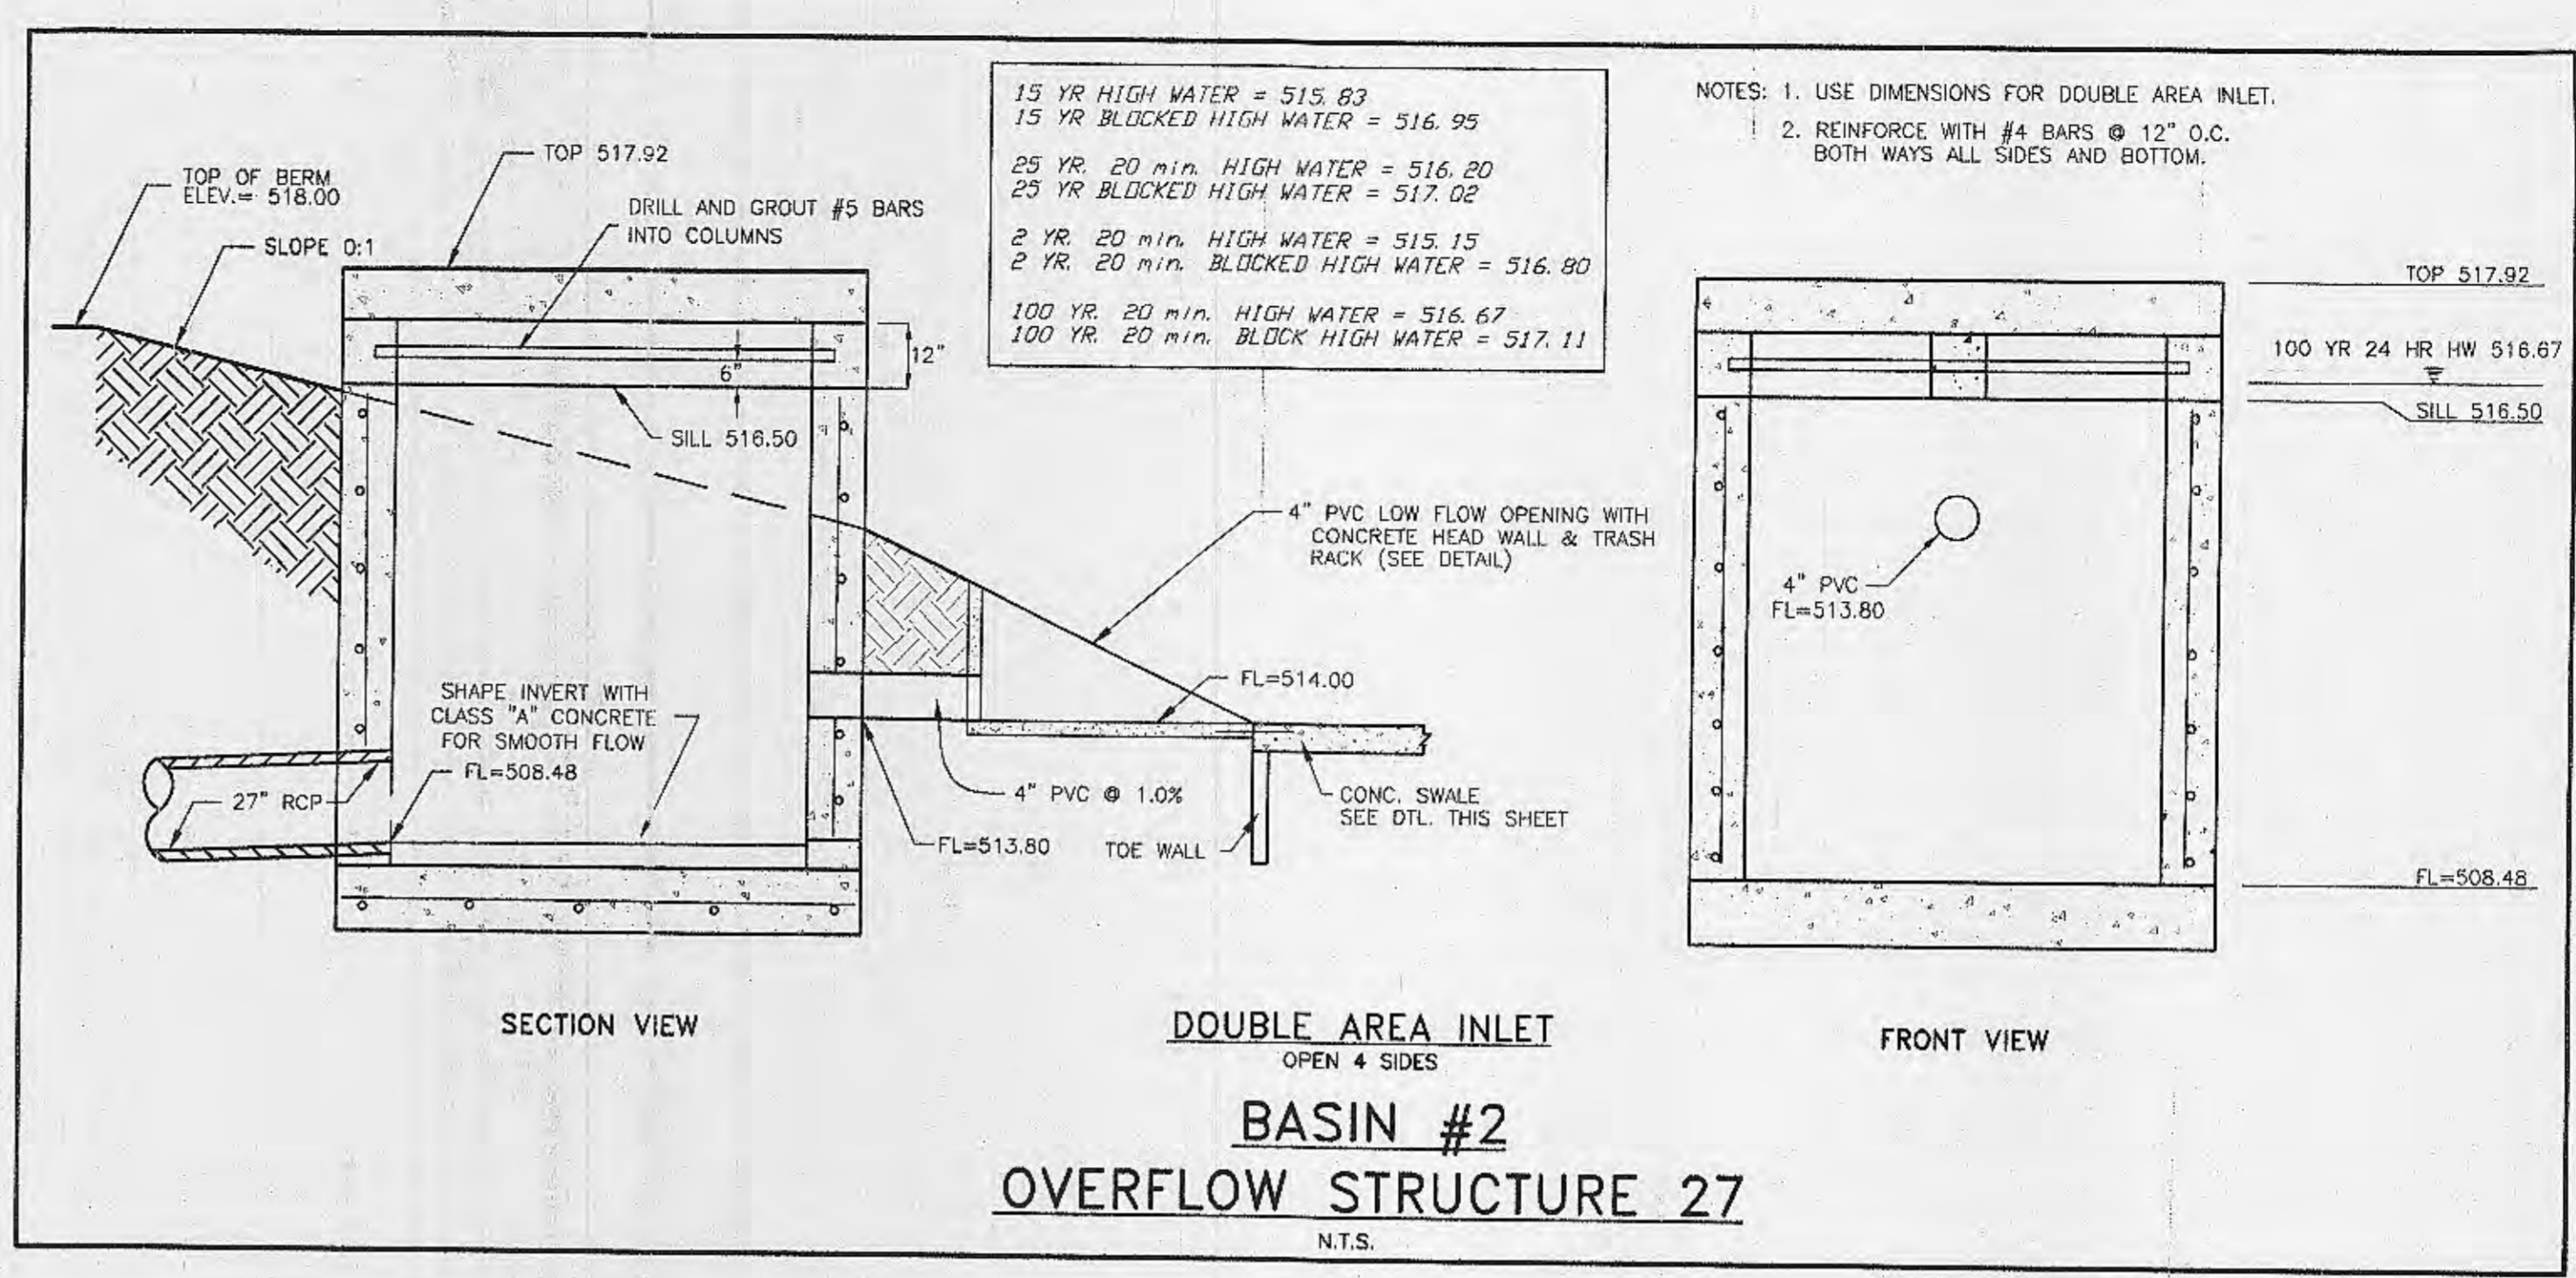 15 YR HIGH WATER = 515.83
15 YR BLOCKED HIGH WATER = 516.95
25 YR. 20 min. HIGH WATER = 516.20
25 YR BLOCKED HIGH WATER = 517.02
2 YR. 20 min. HIGH WATER = 515.15
2 YR. 20 min. BLOCKED HIGH WATER = 516.80
100 YR. 20 min. HIGH WATER = 516.67
100 YR. 20 min. BLOCK HIGH WATER = 517.11
NOTES: 1. USE DIMENSIONS FOR DOUBLE AREA INLET.
2. REINFORCE WITH #4 BARS @ 12" O.C.
BOTH WAYS ALL SIDES AND BOTTOM.
TOP 517.92
TOP OF BERM
ELEV.= 518.00
SLOPE 0:1
DRILL AND GROUT #5 BARS
INTO COLUMNS
12"
6"
SILL 516.50
4" PVC LOW FLOW OPENING WITH
CONCRETE HEAD WALL & TRASH
RACK (SEE DETAIL)
FL=514.00
SHAPE INVERT WITH
CLASS "A" CONCRETE
FOR SMOOTH FLOW
FL=508.48
27" RCP
4" PVC @ 1.0%
FL=513.80
TOE WALL
CONC. SWALE
SEE DTL. THIS SHEET
TOP 517.92
100 YR 24 HR HW 516.67
SILL 516.50
4" PVC
FL=513.80
FL=508.48
SECTION VIEW
DOUBLE AREA INLET
OPEN 4 SIDES
FRONT VIEW
BASIN #2
OVERFLOW STRUCTURE 27
N.T.S.